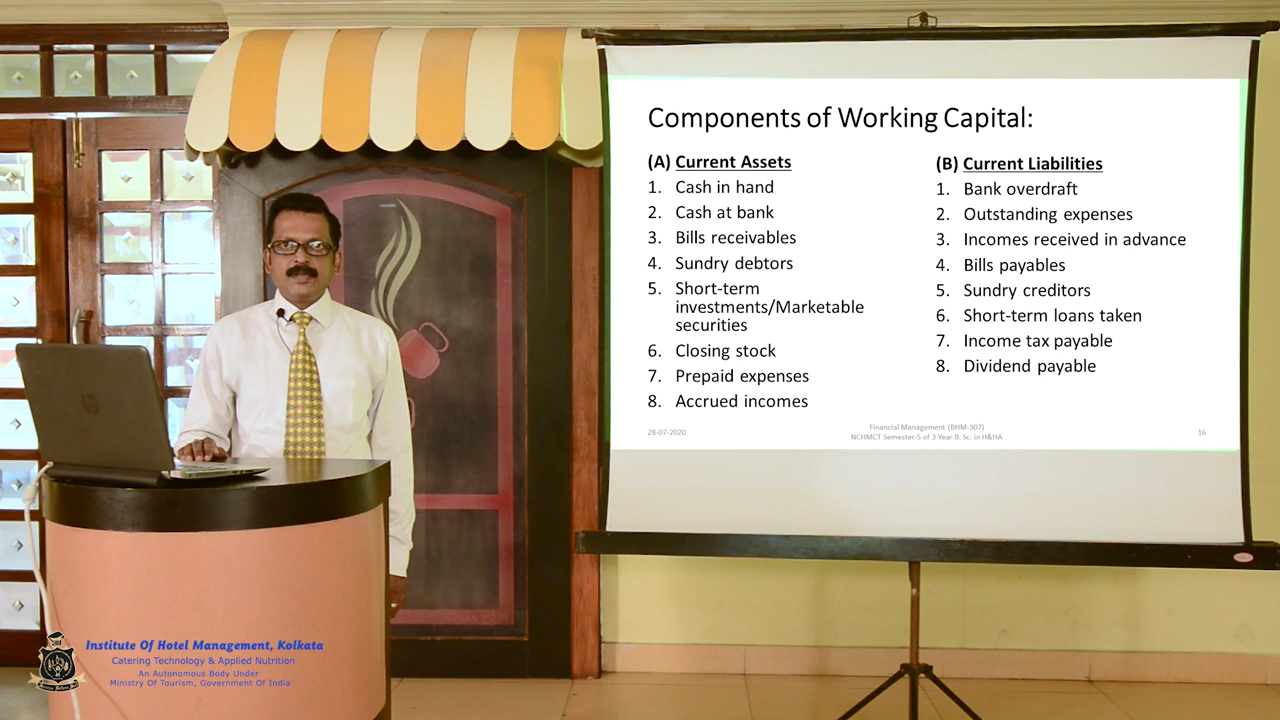 Components of Working Capital:
(A) Current Assets
1. Cash in hand
2. Cash at bank
3. Bills receivables
4. Sundry debtors
5. Short-term
investments/Marketable
securities
6. Closing stock
7. Prepaid expenses
8. Accrued incomes
(B) Current Liabilities
1. Bank overdraft
2. Outstanding expenses
3. Incomes received in advance
4. Bills payables
5. Sundry creditors
6. Short-term loans taken
7. Income tax payable
8. Dividend payable
28-07-2020
Financial Management (BHM-307)
NCHMCT Semester-5 of 3 Year B. Sc. in H&HA
16
Institute Of Hotel Management, Kolkata
Catering Technology & Applied Nutrition
An Autonomous Body Under
Ministry Of Tourism, Government Of India